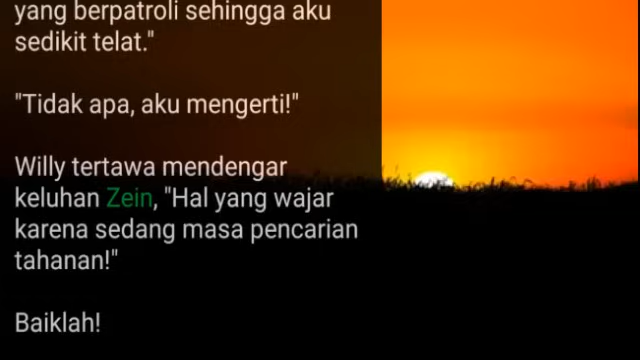 yang berpatroli sehingga aku
sedikit telat."
"Tidak apa, aku mengerti!"
Willy tertawa mendengar
keluhan Zein, "Hal yang wajar
karena sedang masa pencarian
tahanan!"
Baiklah!